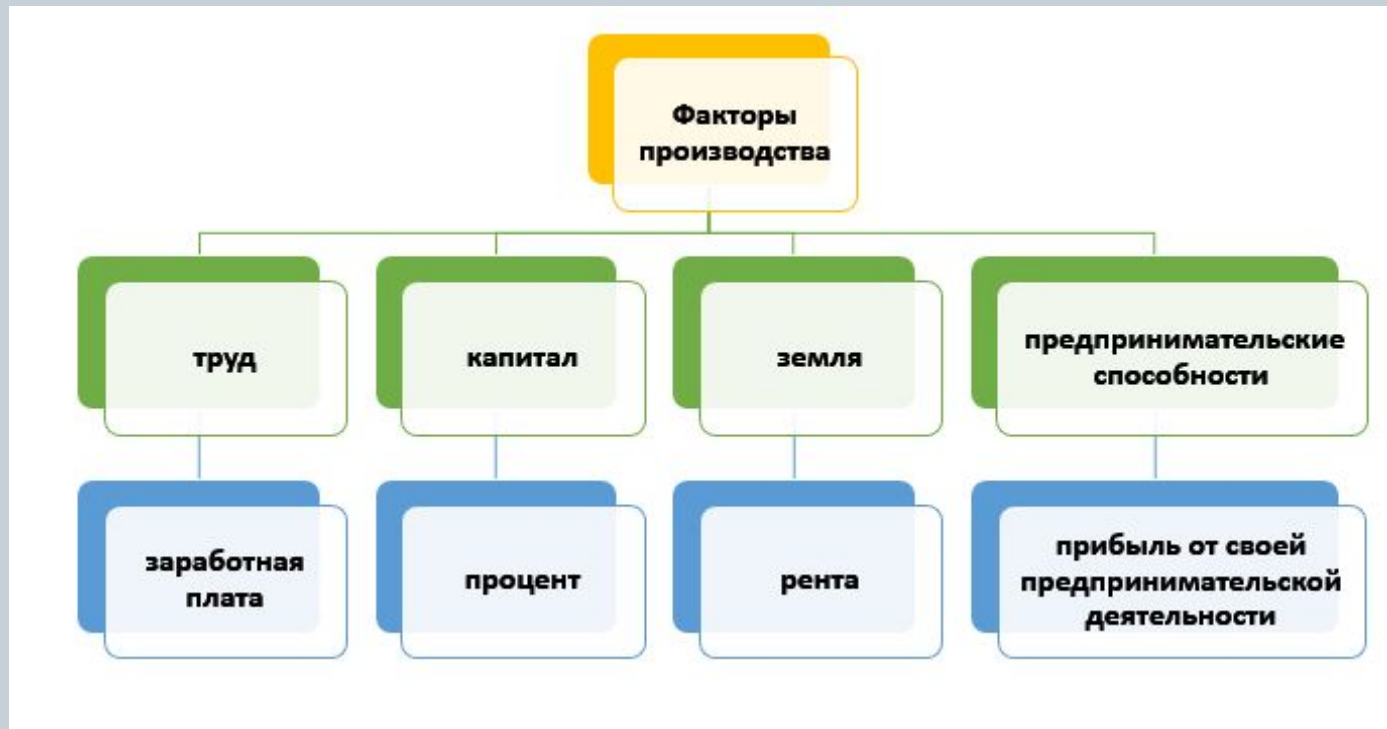 Факторы
производства
труд
капитал
земля
предпринимательские
способности
заработная
плата
процент
рента
прибыль от своей
предпринимательской
деятельности